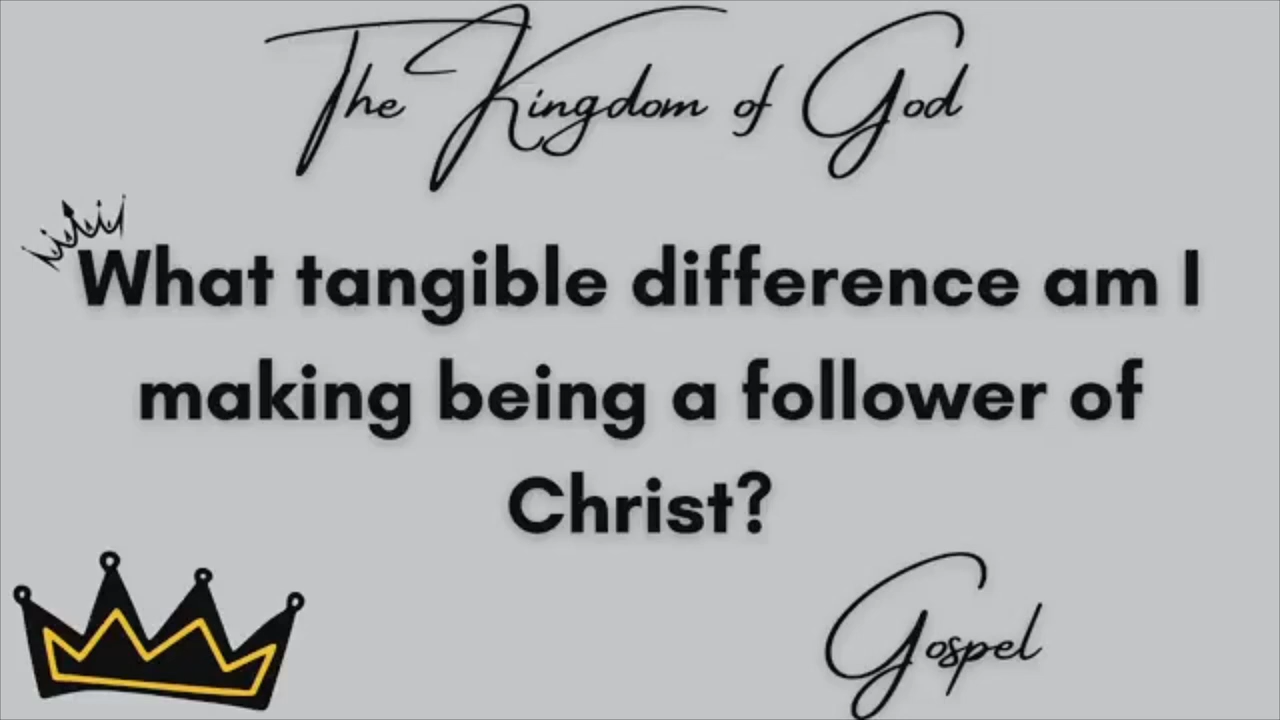 The Kingdom of God
What tangible difference am I
making being a follower of
Christ?
Gospel